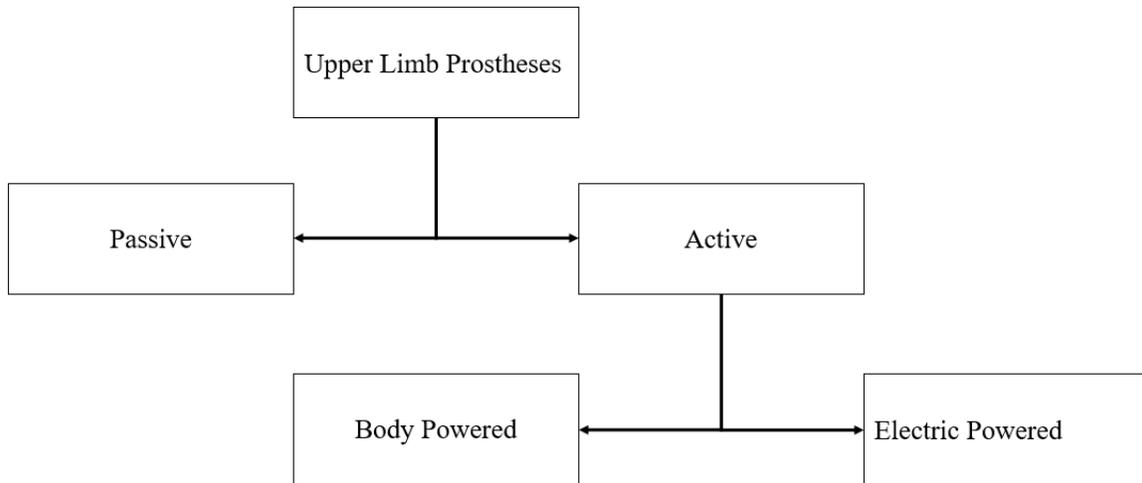 Upper Limb Prostheses
Passive
Active
Body Powered
Electric Powered